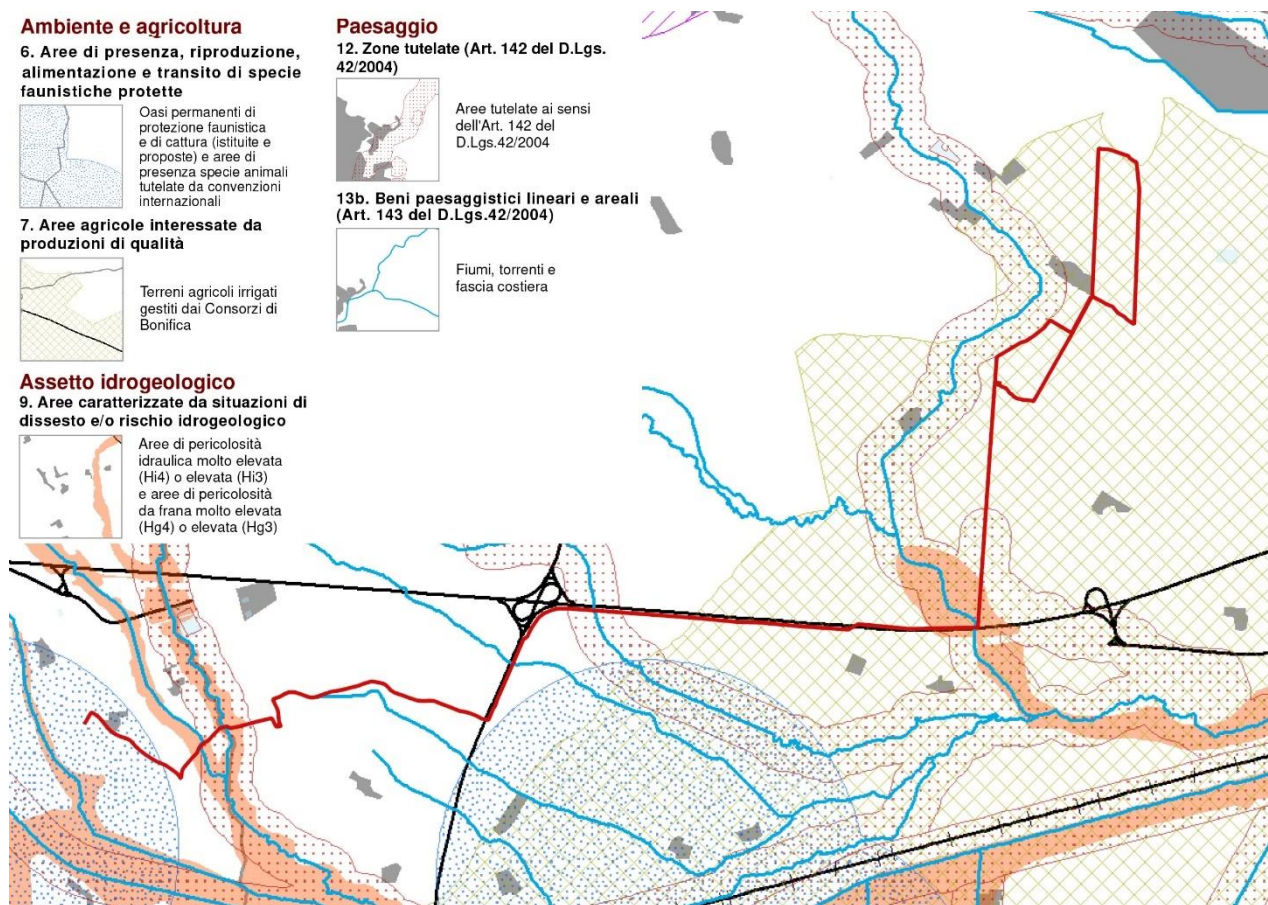 Ambiente e agricoltura
6. Aree di presenza, riproduzione,
alimentazione e transito di specie
faunistiche protette
Oasi permanenti di
protezione faunistica
e di cattura (istituite e
proposte) e aree di
presenza specie animali
tutelate da convenzioni
internazionali
7. Aree agricole interessate da
produzioni di qualità
Terreni agricoli irrigati
gestiti dai Consorzi di
Bonifica
Assetto idrogeologico
9. Aree caratterizzate da situazioni di
dissesto e/o rischio idrogeologico
Aree di pericolosità
idraulica molto elevata
(Hi4) o elevata (Hi3)
e aree di pericolosità
da frana molto elevata
(Hg4) o elevata (Hg3)
Paesaggio
12. Zone tutelate (Art. 142 del D.Lgs.
42/2004)
Aree tutelate ai sensi
dell'Art. 142 del
D.Lgs.42/2004
13b. Beni paesaggistici lineari e areali
(Art. 143 del D.Lgs.42/2004)
Fiumi, torrenti e
fascia costiera